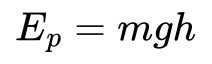 $E_p = mgh$